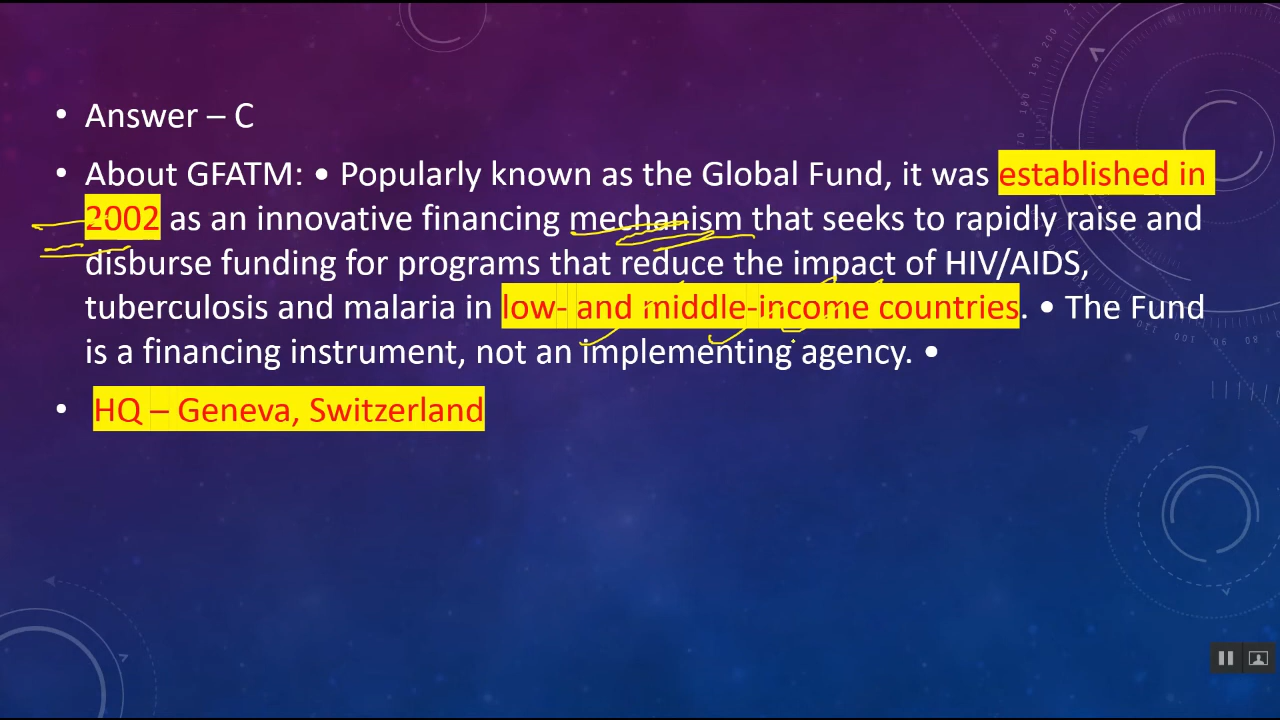 • Answer – C
• About GFATM: • Popularly known as the Global Fund, it was established in
2002 as an innovative financing mechanism that seeks to rapidly raise and
disburse funding for programs that reduce the impact of HIV/AIDS,
tuberculosis and malaria in low- and middle-income countries. • The Fund
is a financing instrument, not an implementing agency. •
• HQ – Geneva, Switzerland